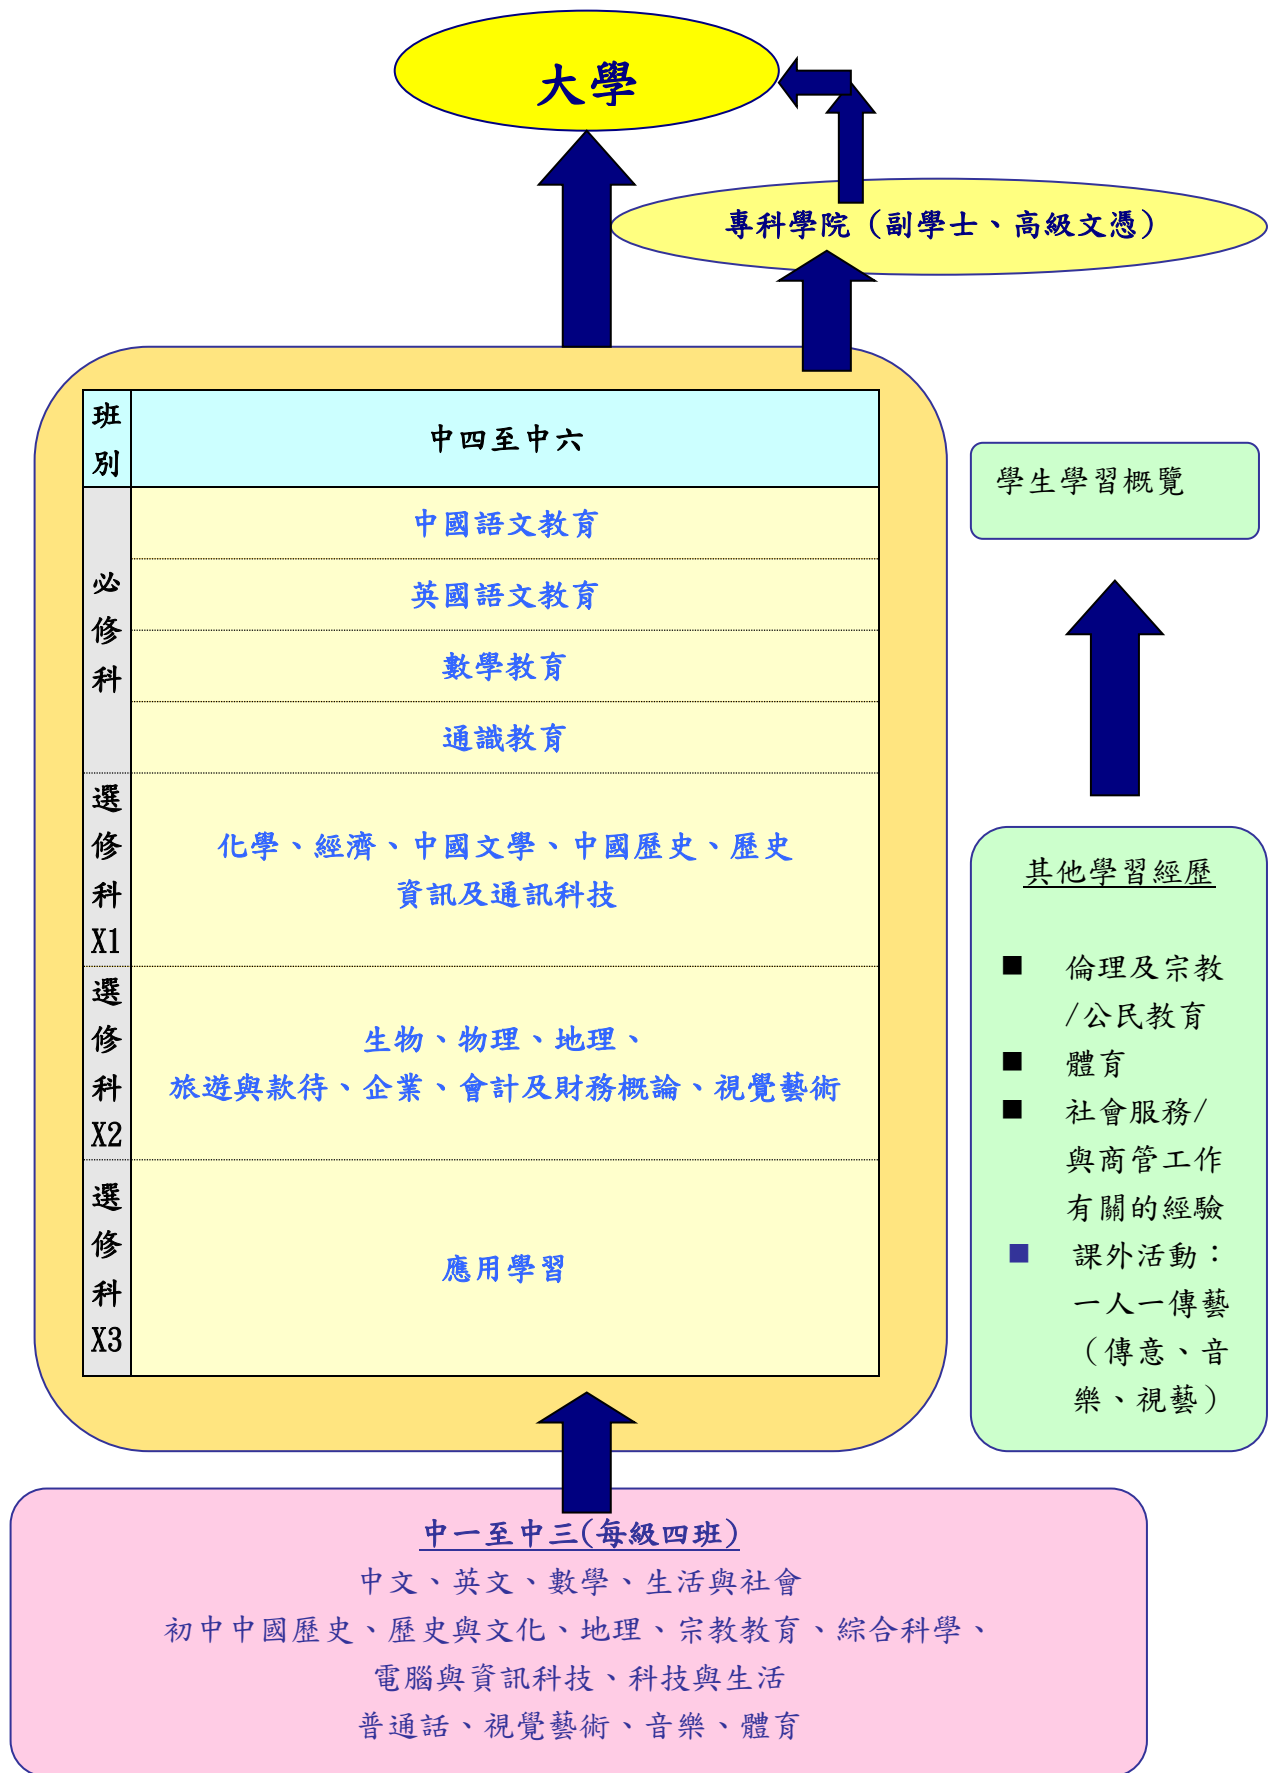 大學
專科學院（副學士、高級文憑）
班別
中四至中六
必修科
中國語文教育
英國語文教育
數學教育
通識教育
選修科X1
化學、經濟、中國文學、中國歷史、歷史
資訊及通訊科技
選修科X2
生物、物理、地理、
旅遊與款待、企業、會計及財務概論、視覺藝術
選修科X3
應用學習
學生學習概覽
其他學習經歷
■ 倫理及宗教
/公民教育
■ 體育
■ 社會服務/
與商管工作
有關的經驗
■ 課外活動：
一人一傳藝
（傳意、音
樂、視藝）
中一至中三(每級四班)
中文、英文、數學、生活與社會
初中中國歷史、歷史與文化、地理、宗教教育、綜合科學、
電腦與資訊科技、科技與生活
普通話、視覺藝術、音樂、體育